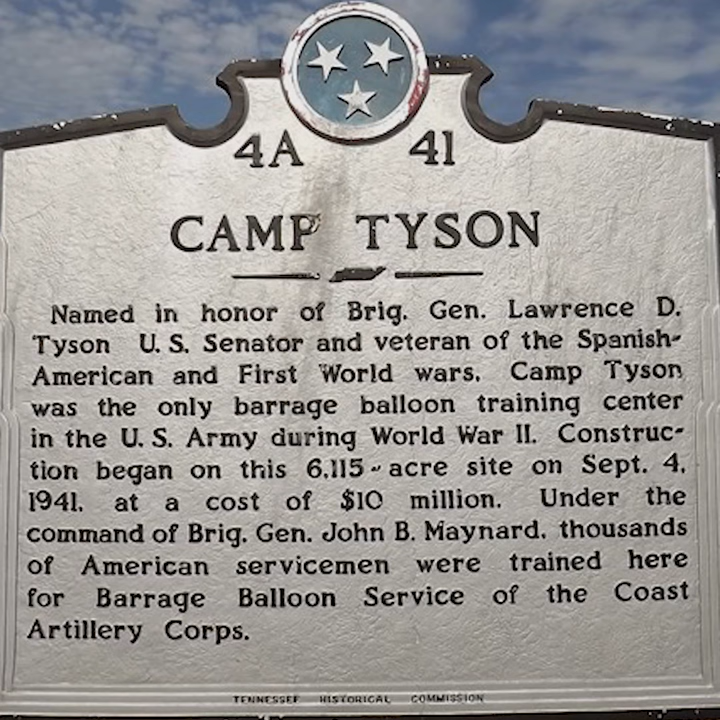 4A 41
CAMP TYSON
Named in honor of Brig. Gen. Lawrence D.
Tyson U.S. Senator and veteran of the Spanish-
American and First World wars. Camp Tyson
was the only barrage balloon training center
in the U.S. Army during World War II. Construc-
tion began on this 6,115-acre site on Sept. 4,
1941, at a cost of $10 million. Under the
command of Brig. Gen. John B. Maynard, thousands
of American servicemen were trained here
for Barrage Balloon Service of the Coast
Artillery Corps.
TENNESSEE HISTORICAL COMMISSION